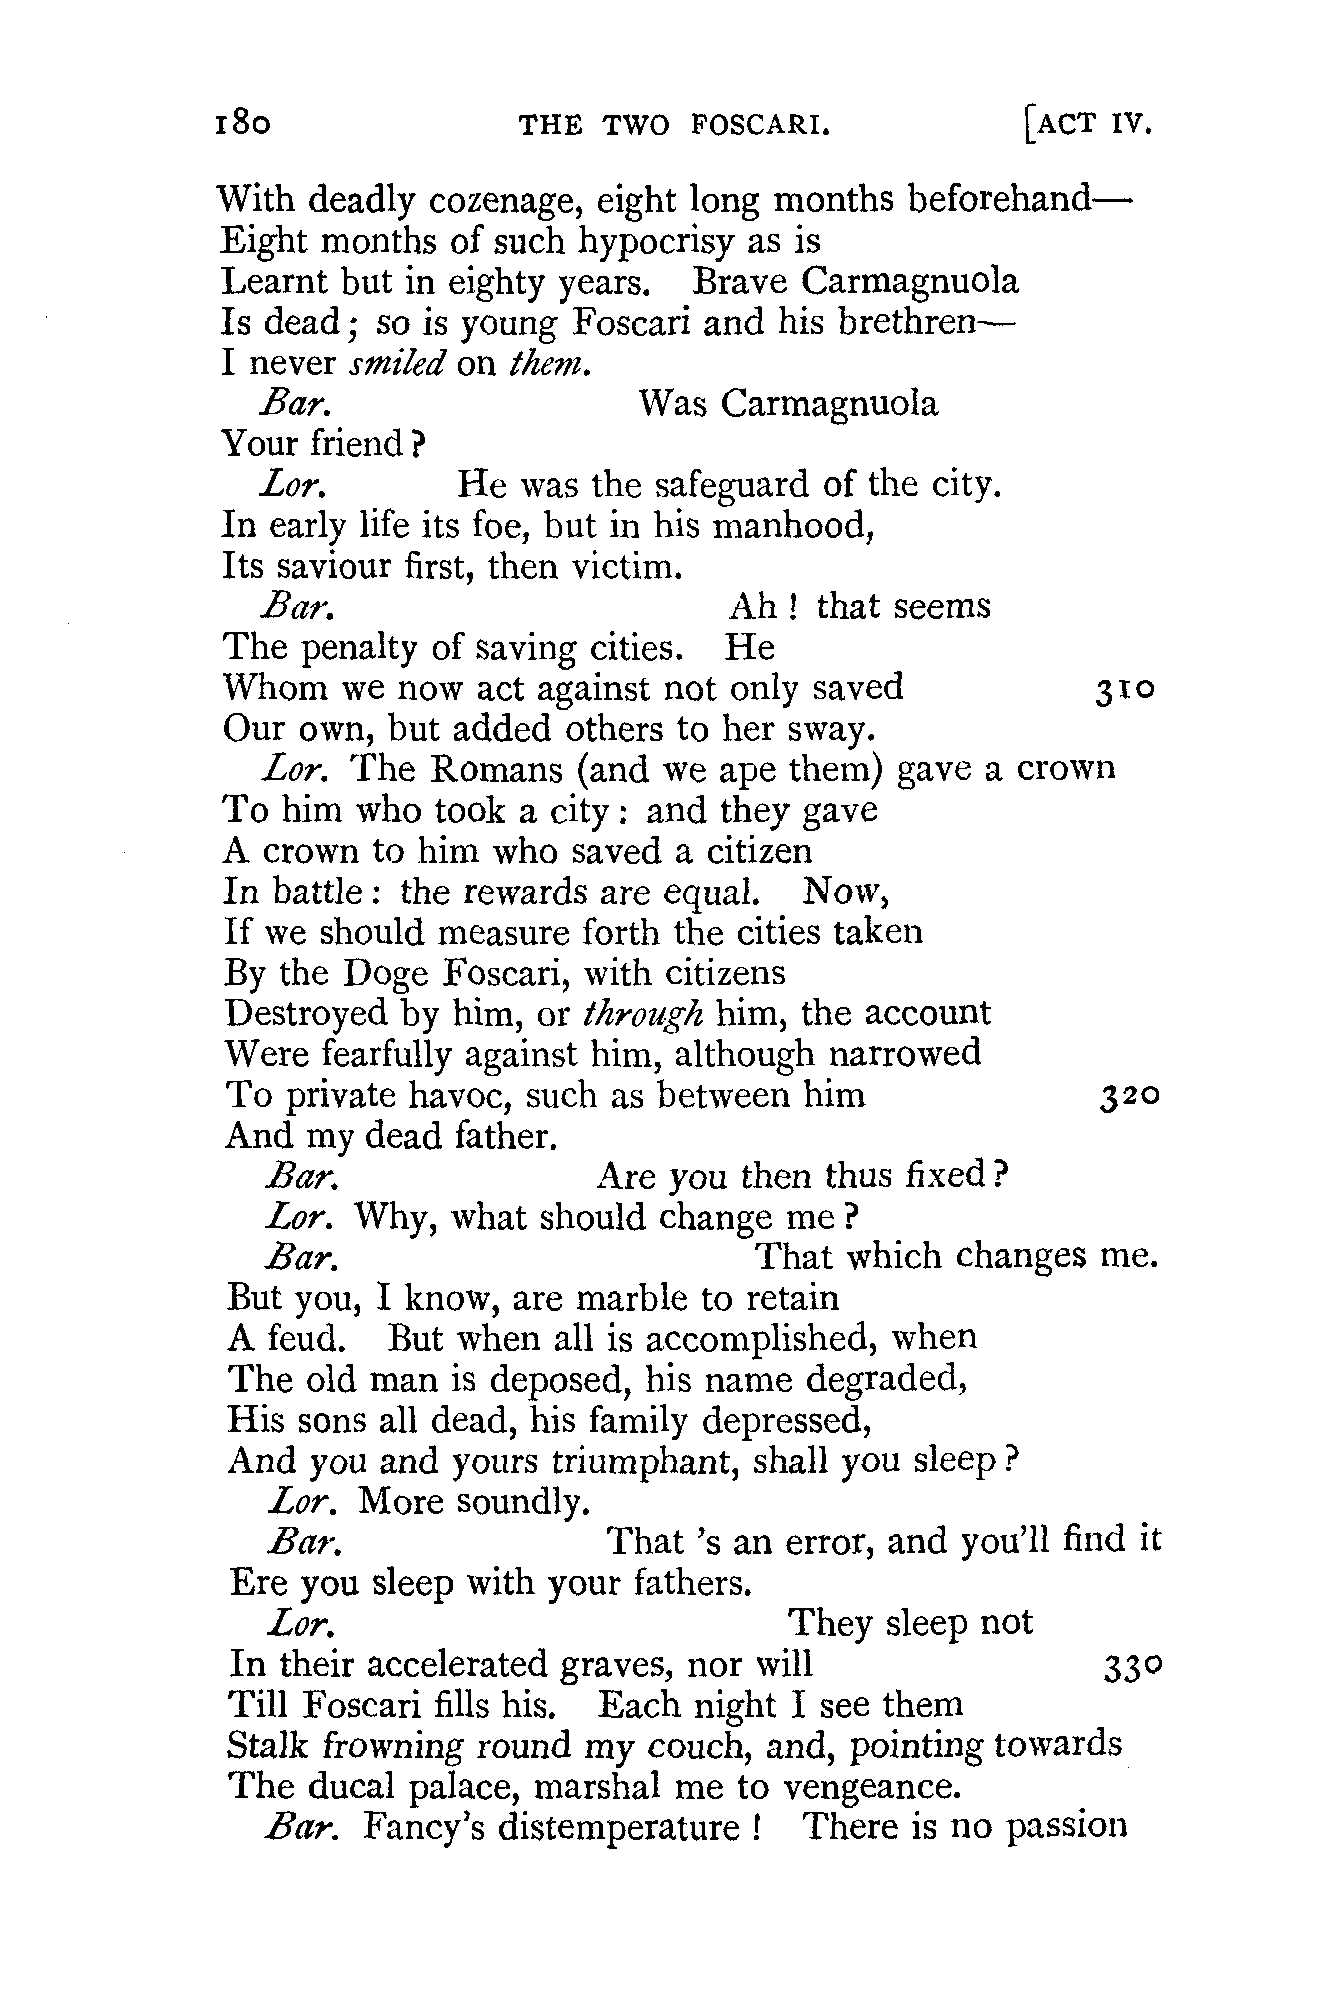 180 THE TWO FOSCARI. [ACT IV.
With deadly cozenage, eight long months beforehand—
Eight months of such hypocrisy as is
Learnt but in eighty years. Brave Carmagnuola
Is dead; so is young Foscari and his brethren—
I never smiled on them.
Bar. Was Carmagnuola
Your friend?
Lor. He was the safeguard of the city.
In early life its foe, but in his manhood,
Its saviour first, then victim.
Bar. Ah! that seems
The penalty of saving cities. He
Whom we now act against not only saved 310
Our own, but added others to her sway.
Lor. The Romans (and we ape them) gave a crown
To him who took a city: and they gave
A crown to him who saved a citizen
In battle: the rewards are equal. Now,
If we should measure forth the cities taken
By the Doge Foscari, with citizens
Destroyed by him, or through him, the account
Were fearfully against him, although narrowed
To private havoc, such as between him 320
And my dead father.
Bar. Are you then thus fixed?
Lor. Why, what should change me?
Bar. That which changes me.
But you, I know, are marble to retain
A feud. But when all is accomplished, when
The old man is deposed, his name degraded,
His sons all dead, his family depressed,
And you and yours triumphant, shall you sleep?
Lor. More soundly.
Bar. That 's an error, and you'll find it
Ere you sleep with your fathers.
Lor. They sleep not
In their accelerated graves, nor will 330
Till Foscari fills his. Each night I see them
Stalk frowning round my couch, and, pointing towards
The ducal palace, marshal me to vengeance.
Bar. Fancy's distemperature! There is no passion